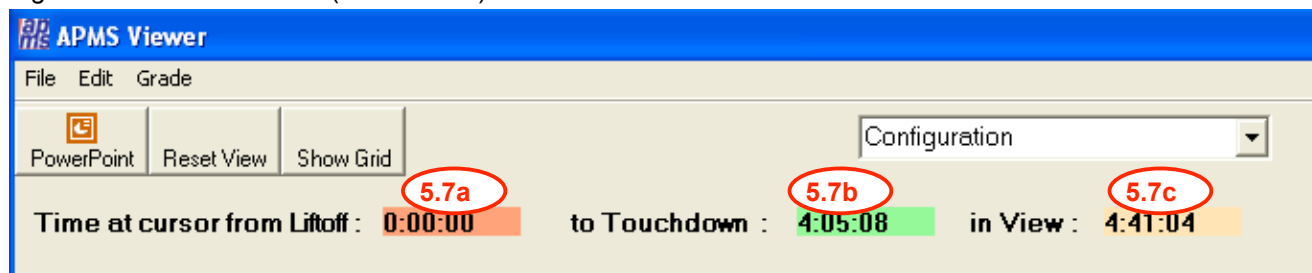 APMS Viewer
File Edit Grade
PowerPoint Reset View Show Grid
Configuration
5.7a 5.7b 5.7c
Time at cursor from Liftoff : 0:00:00 to Touchdown : 4:05:08 in View : 4:41:04